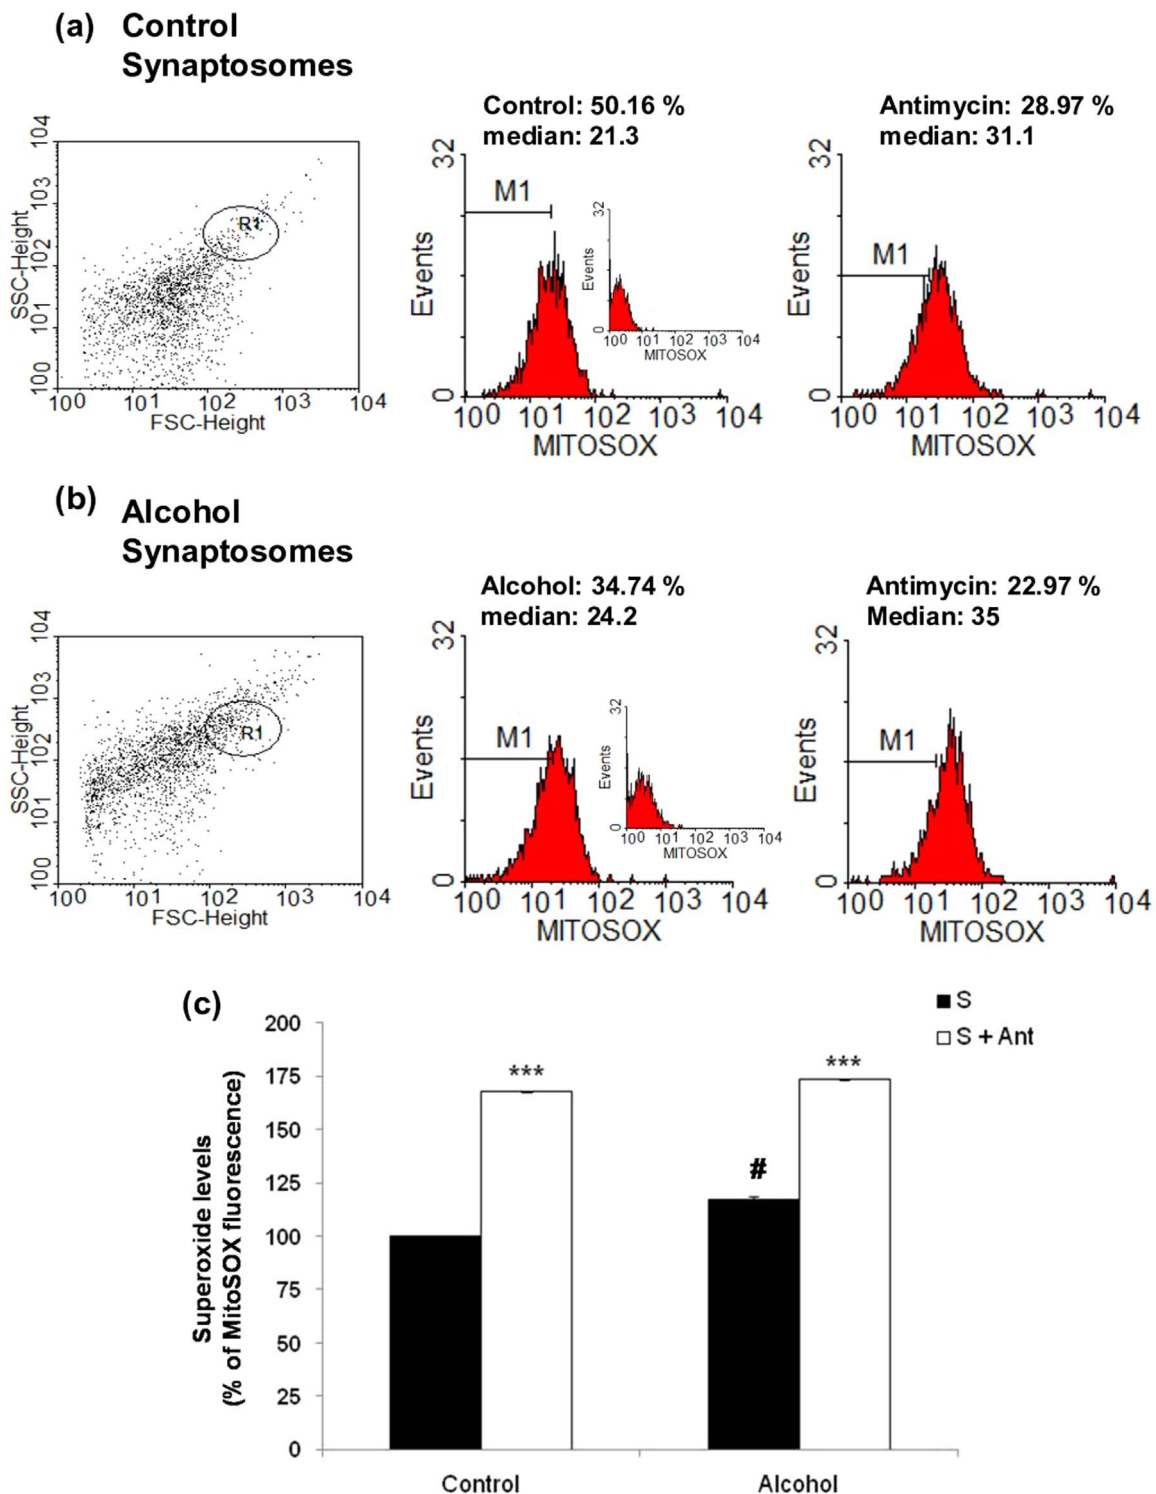 (a) Control
Synaptosomes
Control: 50.16 %
median: 21.3
Antimycin: 28.97 %
median: 31.1
SSC-Height
100 101 102 103 104
R1
100 101 102 103 104
FSC-Height
Events
0 32
M1
100 101 102 103 104
MITOSOX
Events
0 32
100 101 102 103 104
MITOSOX
Events
0 32
M1
100 101 102 103 104
MITOSOX
(b) Alcohol
Synaptosomes
Alcohol: 34.74 %
median: 24.2
Antimycin: 22.97 %
Median: 35
SSC-Height
100 101 102 103 104
R1
100 101 102 103 104
FSC-Height
Events
0 32
M1
100 101 102 103 104
MITOSOX
Events
0 32
100 101 102 103 104
MITOSOX
Events
0 32
M1
100 101 102 103 104
MITOSOX
(c)
S
S + Ant
Superoxide levels
(% of MitoSOX fluorescence)
200
175
150
125
100
75
50
25
0
***
#
***
Control Alcohol